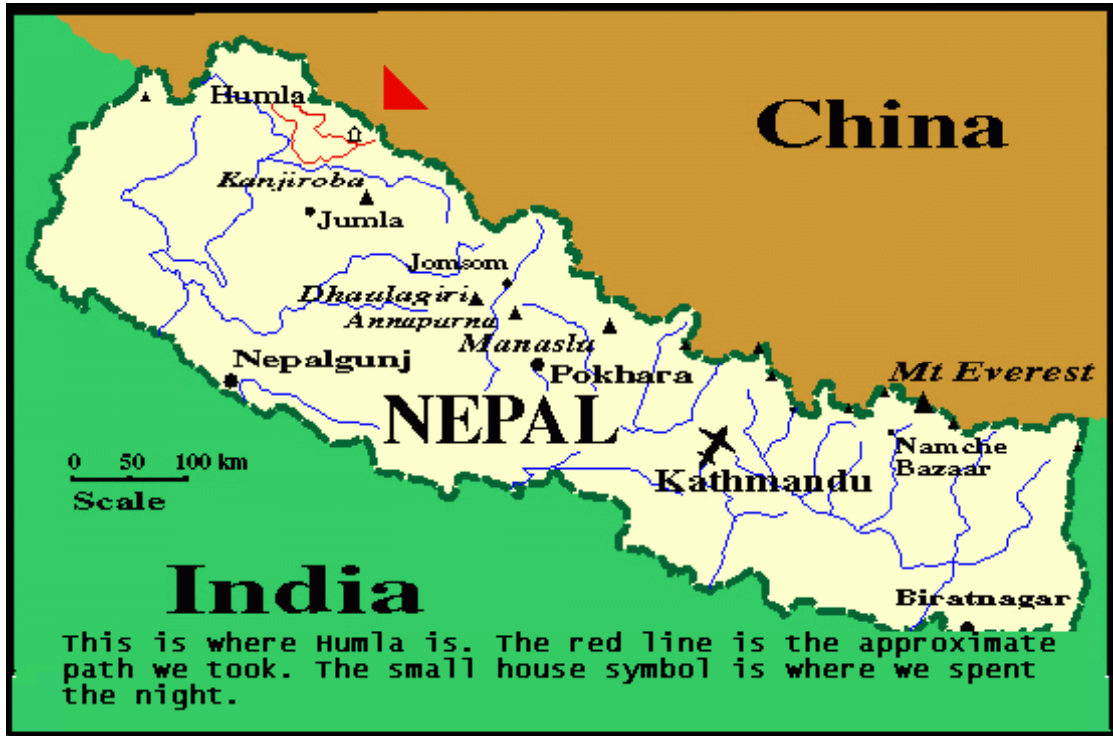 China
Humla
Kanjiroba
Jumla
Jomsom
Dhaulagiri
Annapurna
Manaslu
Mt Everest
Nepalgunj
Pokhara
NEPAL
Namche
Bazaar
0 50 100 km
Scale
Kathmandu
India
Biratnagar
This is where Humla is. The red line is the approximate
path we took. The small house symbol is where we spent
the night.